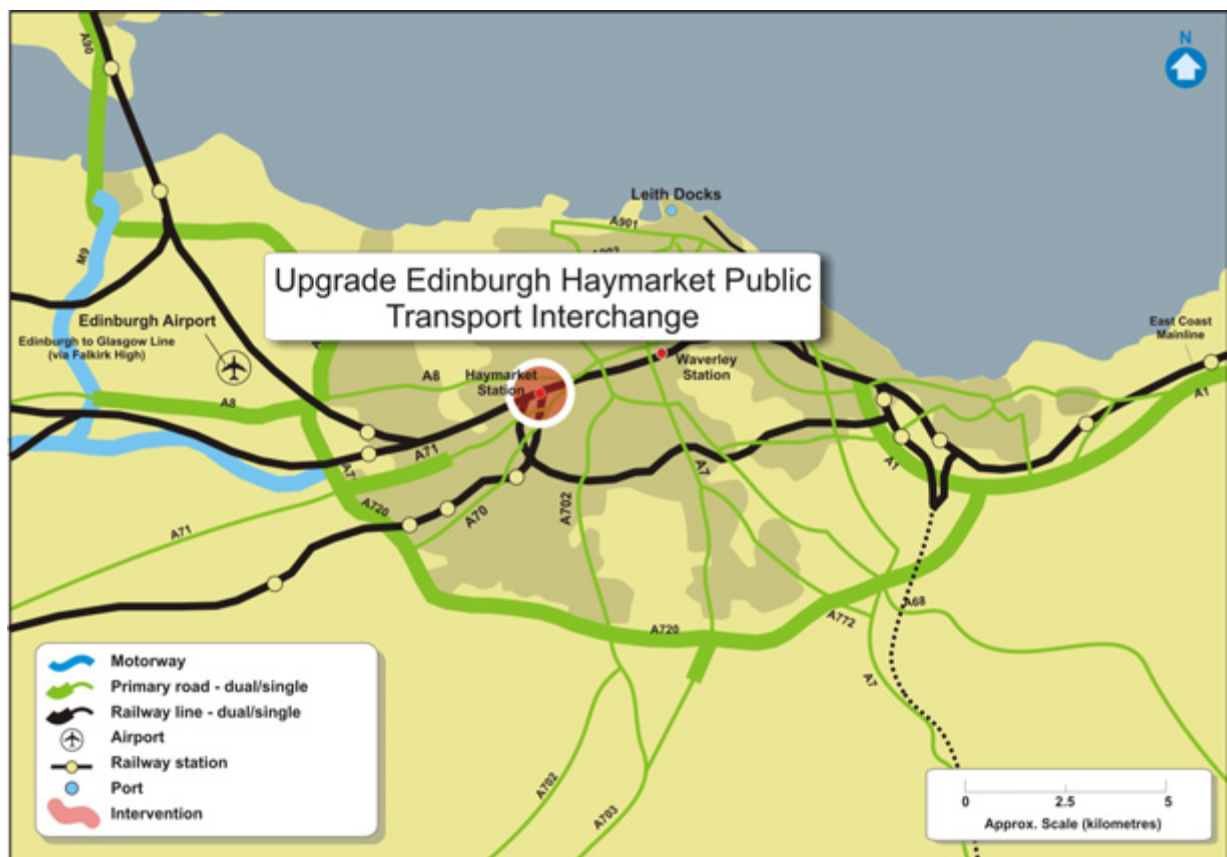 A90
N
Leith Docks
A901
M9
Upgrade Edinburgh Haymarket Public
Transport Interchange
Edinburgh Airport
Edinburgh to Glasgow Line
(via Falkirk High)
East Coast
Mainline
Haymarket
Station
Waverley
Station
A8
A8
A1
A71
A7
A1
A720
A70
A702
A71
A68
A772
A720
A7
A702
A703
Motorway
Primary road - dual/single
Railway line - dual/single
Airport
Railway station
Port
Intervention
0 2.5 5
Approx. Scale (kilometres)